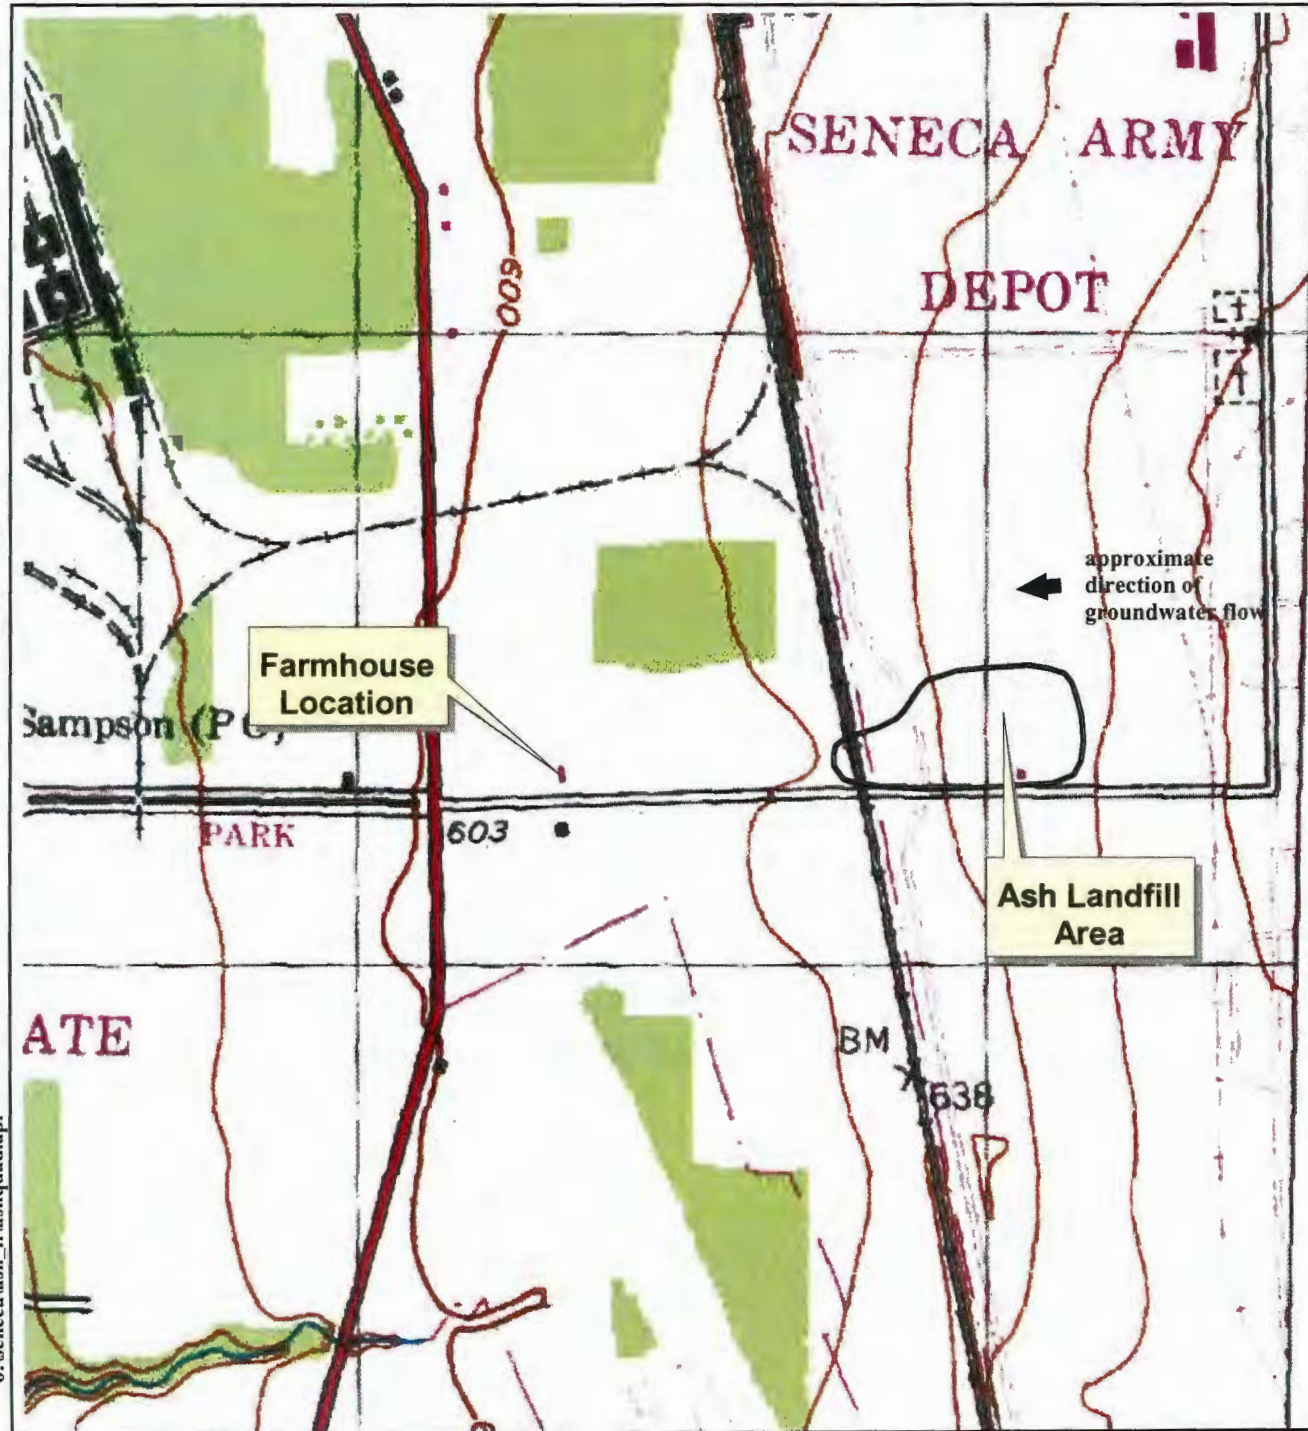 SENECA ARMY
DEPOT
600
approximate
direction of
groundwater flow
Farmhouse
Location
Sampson (PO)
PARK
603
Ash Landfill
Area
ATE
BM
638